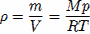 ρ = m/V = Mp/RT